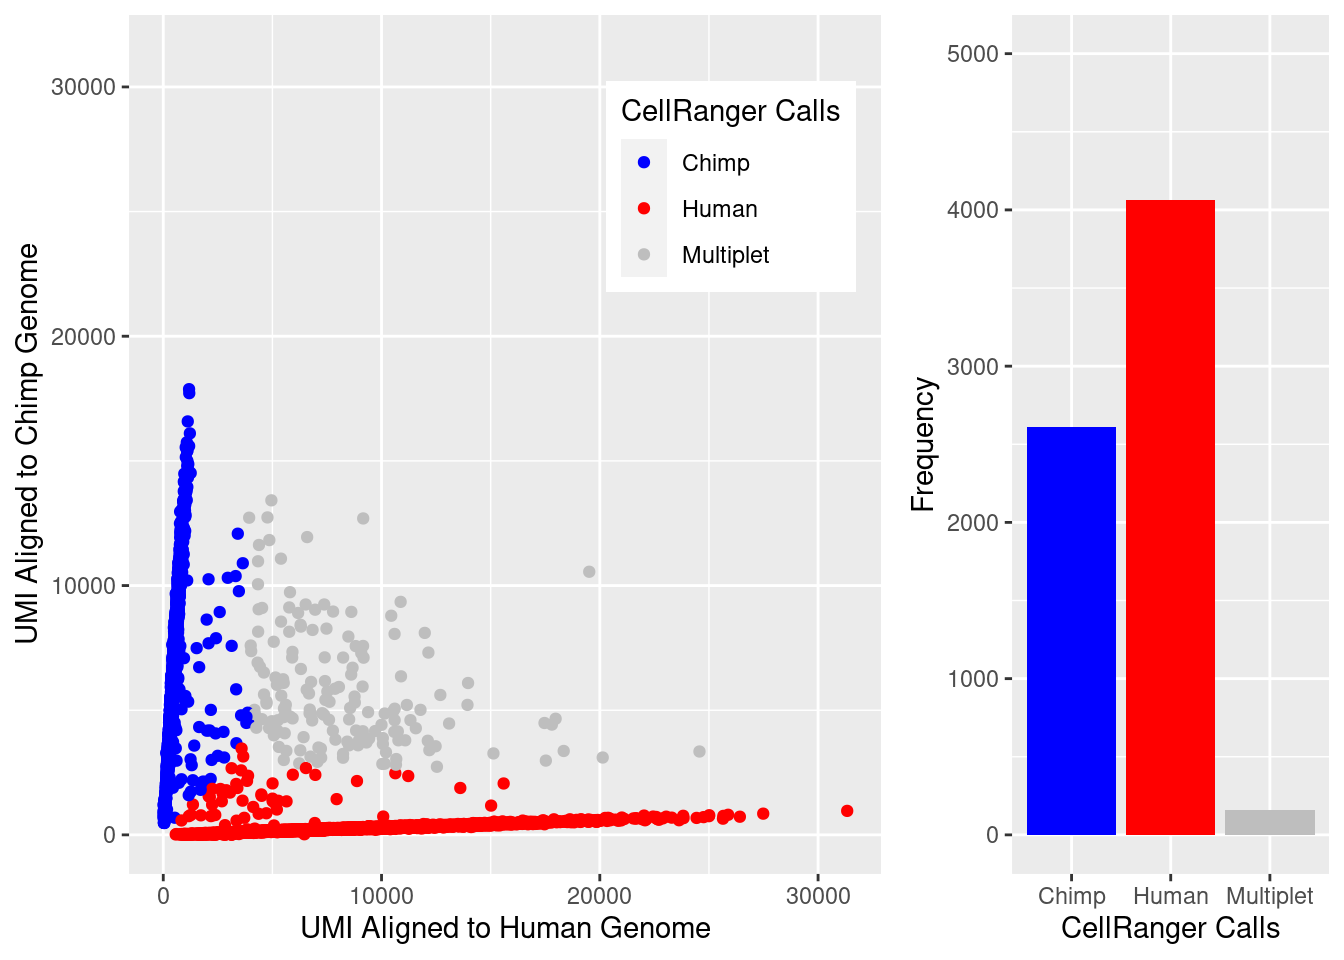 30000
20000
10000
0
UMI Aligned to Chimp Genome
CellRanger Calls
Chimp
Human
Multiplet
0
10000
20000
30000
UMI Aligned to Human Genome
5000
4000
3000
2000
1000
0
Frequency
Chimp
Human
Multiplet
CellRanger Calls